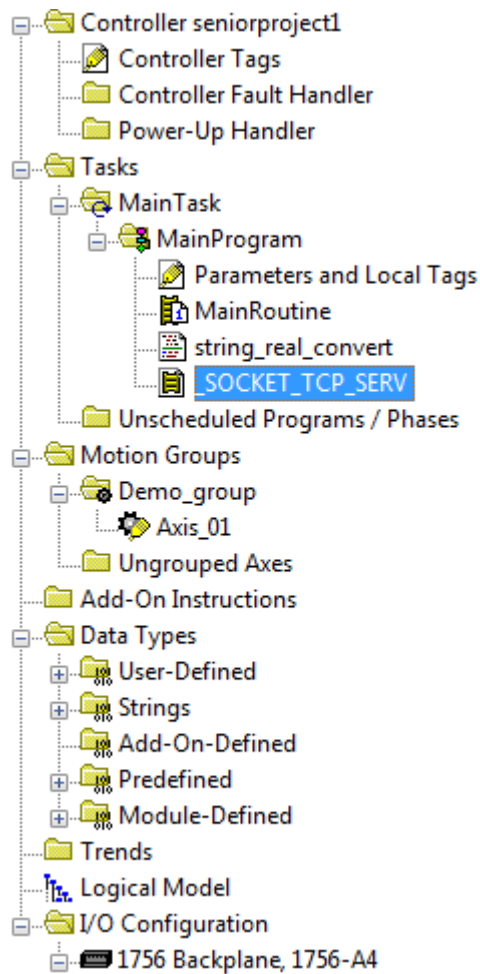 Controller seniorproject1
Controller Tags
Controller Fault Handler
Power-Up Handler
Tasks
MainTask
MainProgram
Parameters and Local Tags
MainRoutine
string_real_convert
_SOCKET_TCP_SERV
Unscheduled Programs / Phases
Motion Groups
Demo_group
Axis_01
Ungrouped Axes
Add-On Instructions
Data Types
User-Defined
Strings
Add-On-Defined
Predefined
Module-Defined
Trends
Logical Model
I/O Configuration
1756 Backplane, 1756-A4